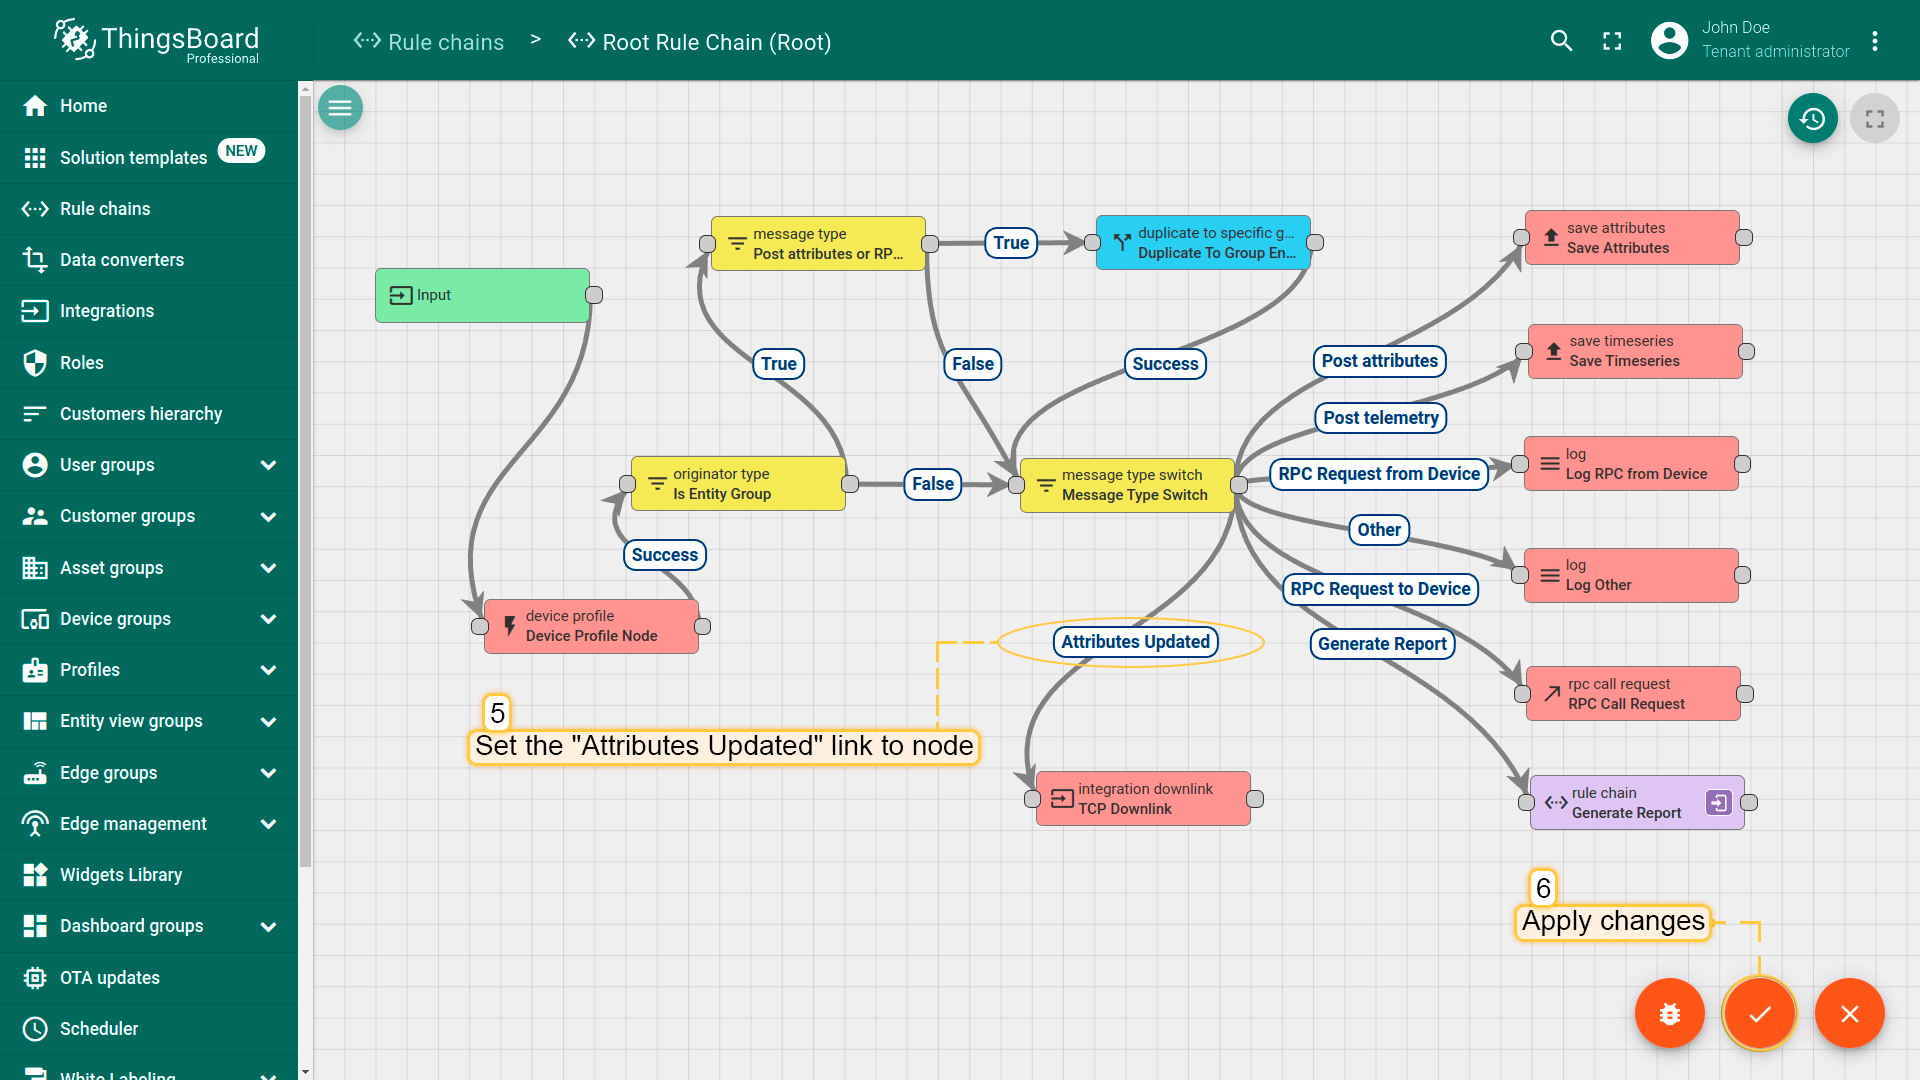 ThingsBoard
Professional
Rule chains > Root Rule Chain (Root)
John Doe
Tenant administrator
Home
Solution templates NEW
Rule chains
Data converters
Integrations
Roles
Customers hierarchy
User groups
Customer groups
Asset groups
Device groups
Profiles
Entity view groups
Edge groups
Edge management
Widgets Library
Dashboard groups
OTA updates
Scheduler
White Labeling
Input
message type
Post attributes or RP...
True
duplicate to specific g...
Duplicate To Group En...
save attributes
Save Attributes
True
False
Success
Post attributes
save timeseries
Save Timeseries
Post telemetry
originator type
Is Entity Group
False
message type switch
Message Type Switch
RPC Request from Device
log
Log RPC from Device
Other
log
Log Other
Success
device profile
Device Profile Node
RPC Request to Device
Attributes Updated
Generate Report
rpc call request
RPC Call Request
5
Set the "Attributes Updated" link to node
integration downlink
TCP Downlink
rule chain
Generate Report
6
Apply changes